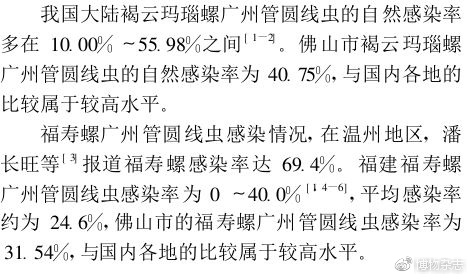 我国大陆褐云玛瑙螺广州管圆线虫的自然感染率
多在 10.00% ~55.98%之间[1-2]。佛山市褐云玛瑙螺
广州管圆线虫的自然感染率为 40.75%,与国内各地的
比较属于较高水平。
福寿螺广州管圆线虫感染情况,在温州地区,潘
长旺等[3]报道福寿螺感染率达 69.4%。福建福寿螺
广州管圆线虫感染率为 0 ~40.0%[1,4-6],平均感染率
约为 24.6%,佛山市的福寿螺广州管圆线虫感染率为
31.54%,与国内各地的比较属于较高水平。
@博物杂志